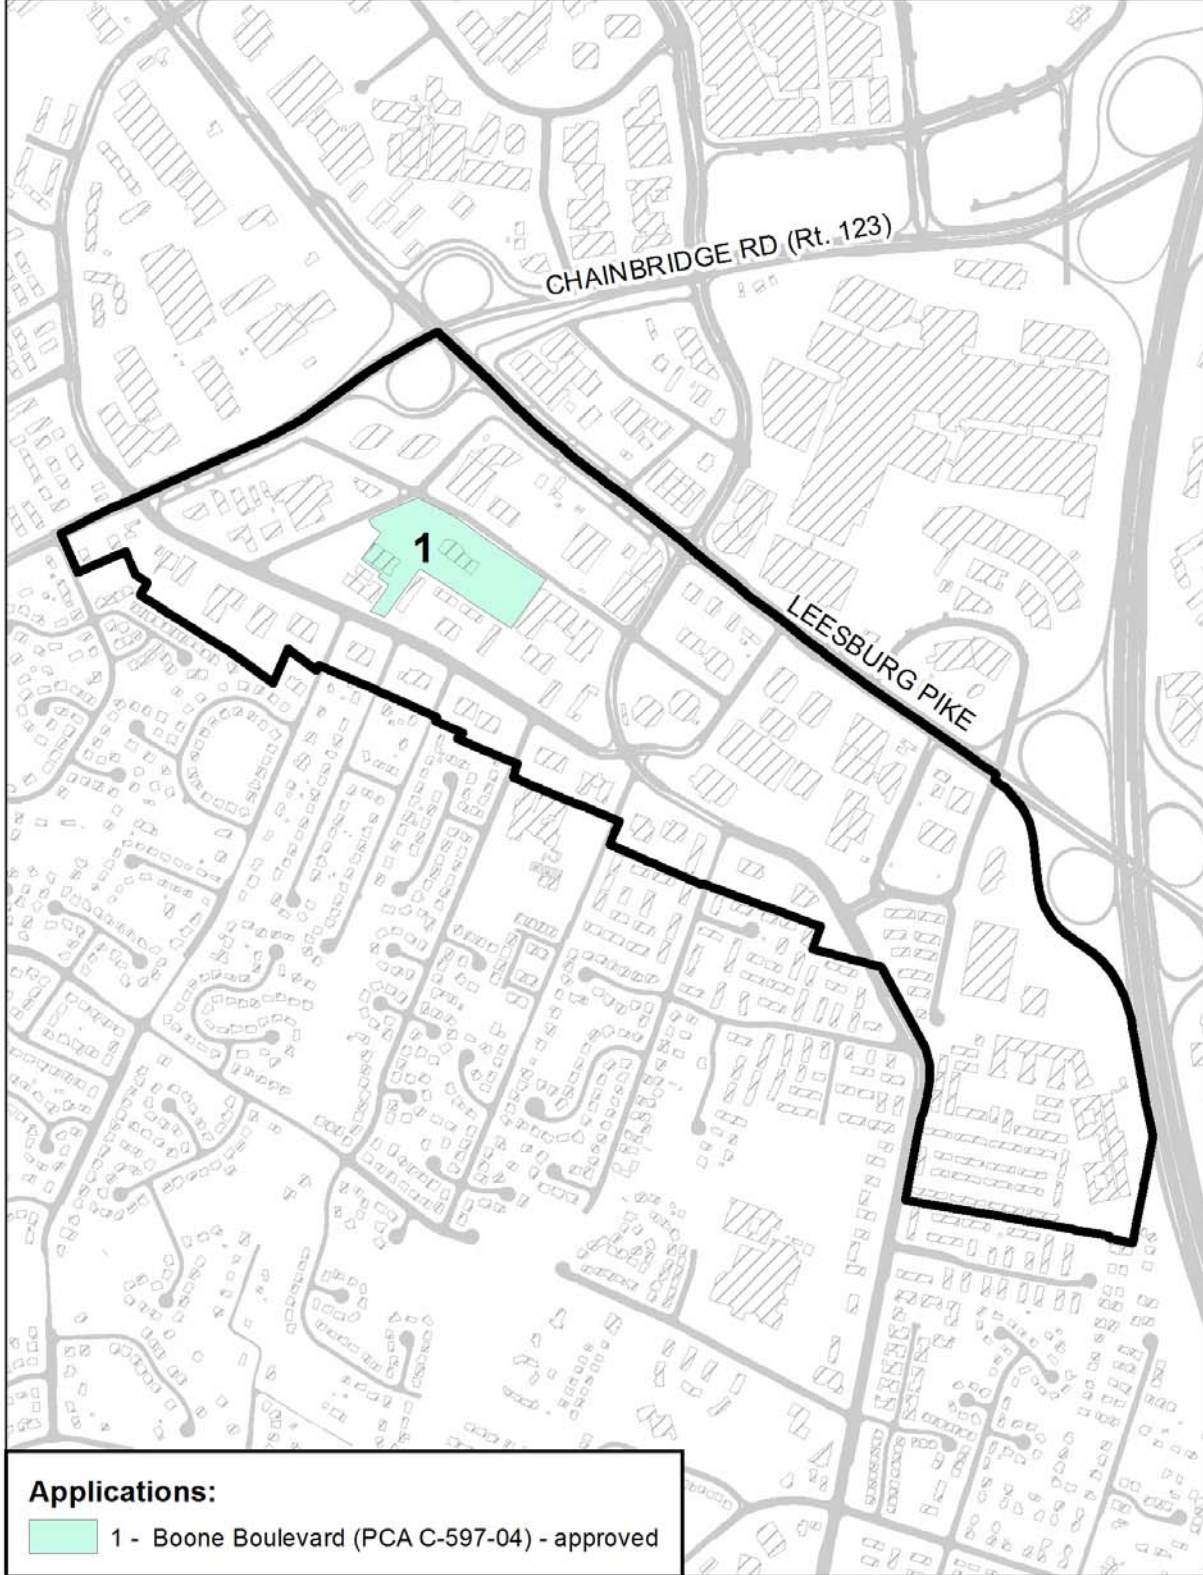 CHAINBRIDGE RD (Rt. 123)
1
LEESBURG PIKE
Applications:
1 - Boone Boulevard (PCA C-597-04) - approved